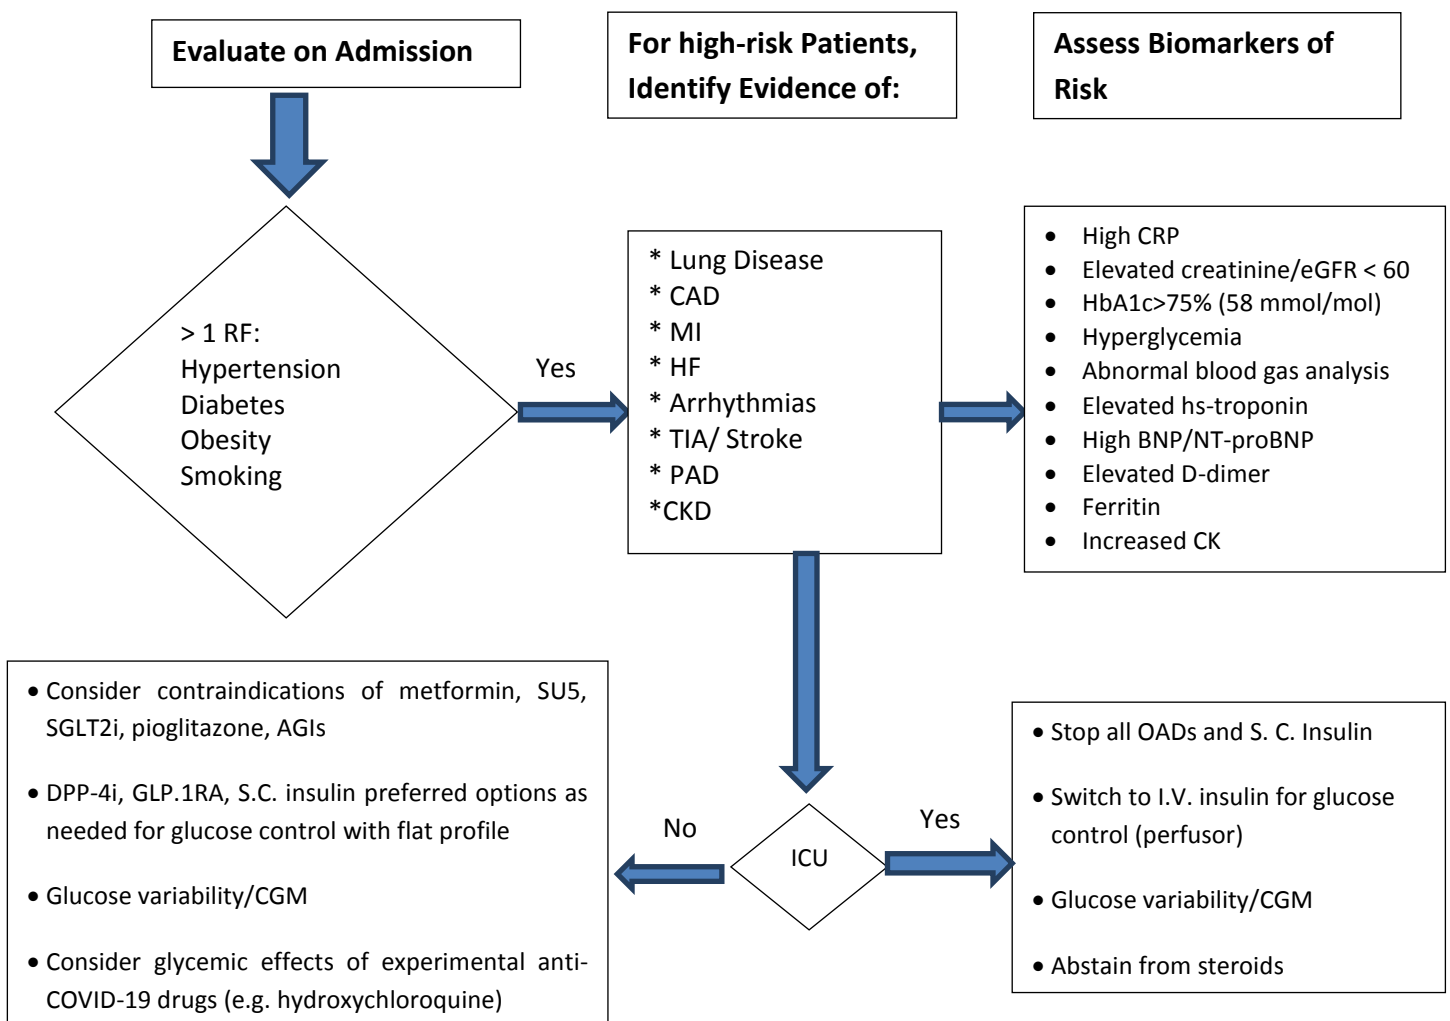 Evaluate on Admission
For high-risk Patients,
Identify Evidence of:
Assess Biomarkers of
Risk
> 1 RF:
Hypertension
Diabetes
Obesity
Smoking
Yes
* Lung Disease
* CAD
* MI
* HF
* Arrhythmias
* TIA/ Stroke
* PAD
*CKD
• High CRP
• Elevated creatinine/eGFR < 60
• HbA1c>75% (58 mmol/mol)
• Hyperglycemia
• Abnormal blood gas analysis
• Elevated hs-troponin
• High BNP/NT-proBNP
• Elevated D-dimer
• Ferritin
• Increased CK
• Consider contraindications of metformin, SU5,
SGLT2i, pioglitazone, AGIs
• DPP-4i, GLP.1RA, S.C. insulin preferred options as
needed for glucose control with flat profile
• Glucose variability/CGM
• Consider glycemic effects of experimental anti-
COVID-19 drugs (e.g. hydroxychloroquine)
No
ICU
Yes
• Stop all OADs and S. C. Insulin
• Switch to I.V. insulin for glucose
control (perfusor)
• Glucose variability/CGM
• Abstain from steroids